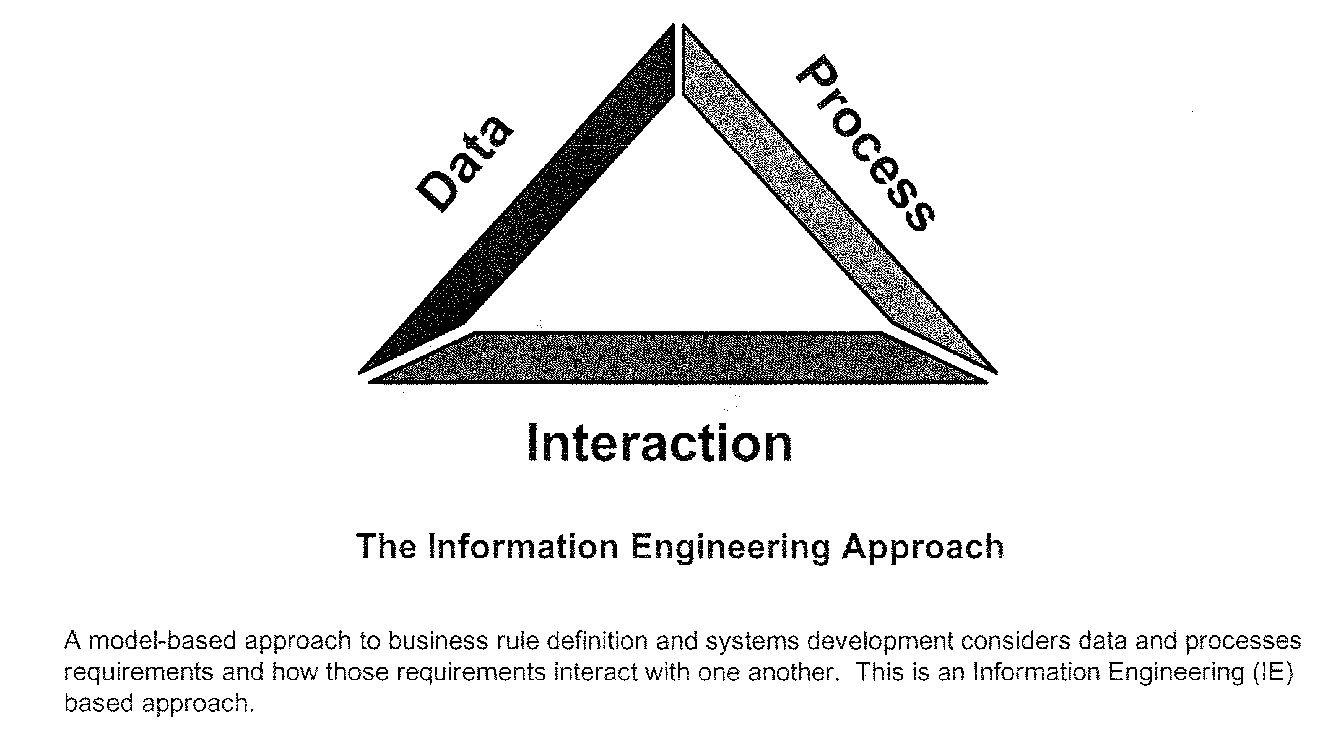 Data
Process
Interaction
The Information Engineering Approach
A model-based approach to business rule definition and systems development considers data and processes
requirements and how those requirements interact with one another. This is an Information Engineering (IE)
based approach.